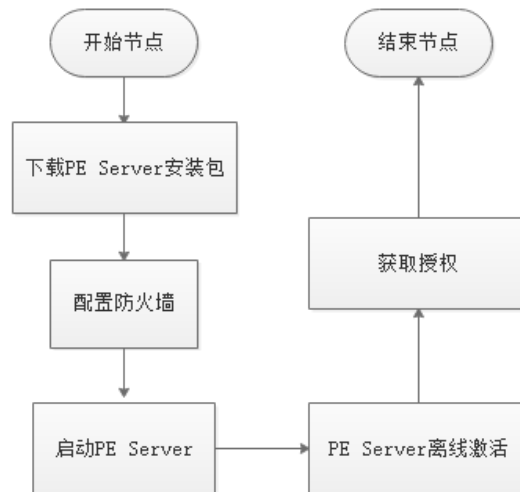 开始节点
下载PE Server安装包
配置防火墙
启动PE Server
PE Server离线激活
获取授权
结束节点